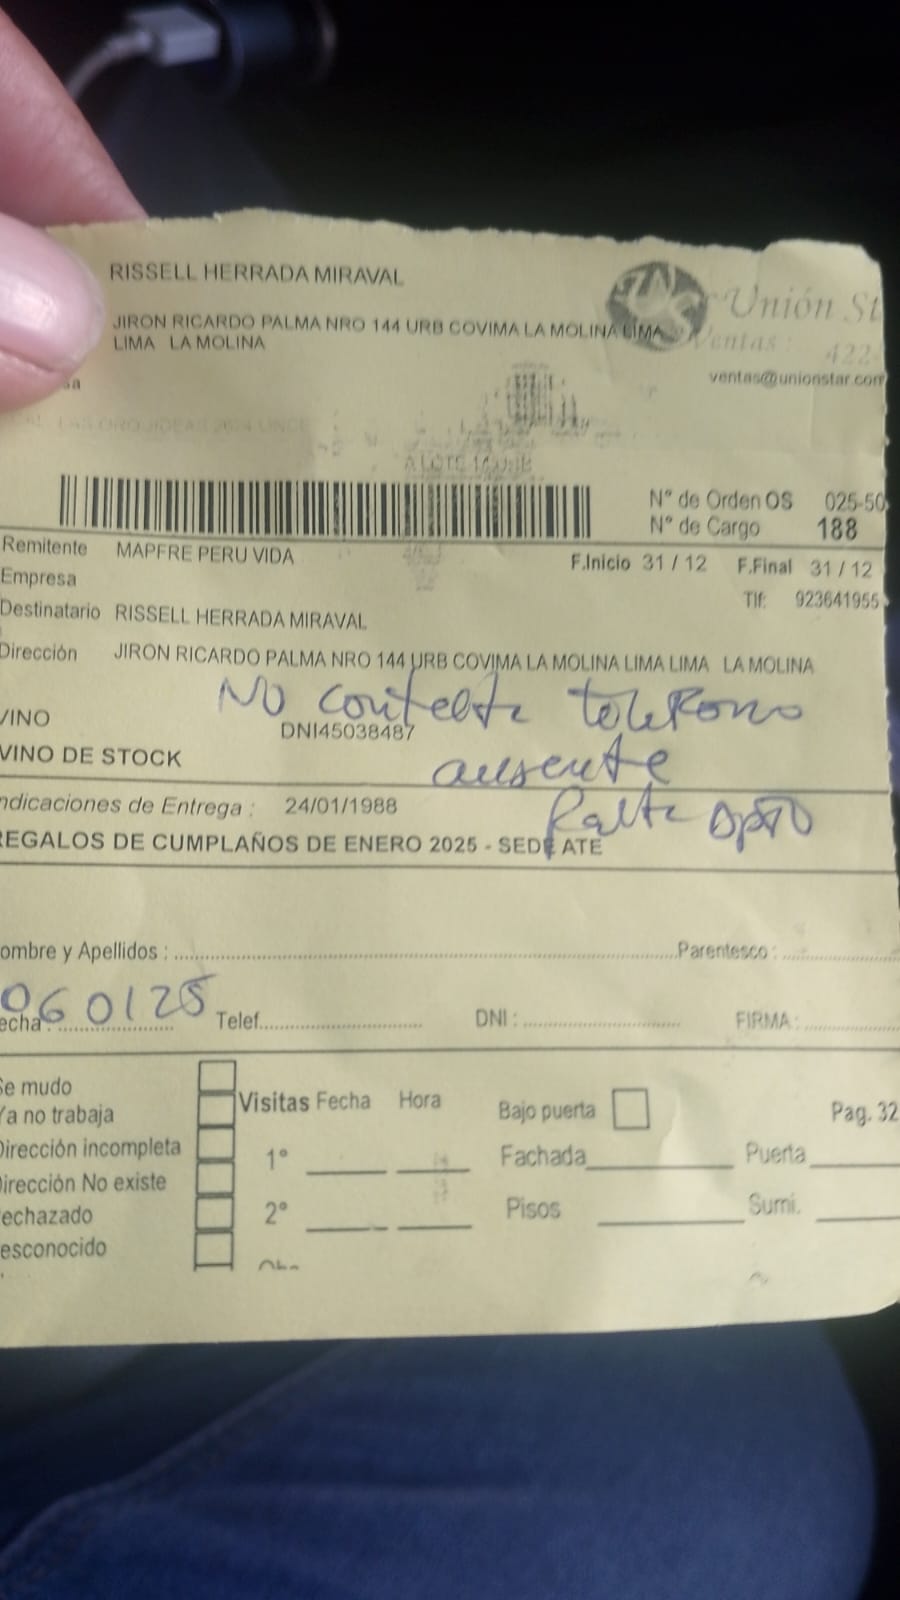 RISSELL HERRADA MIRAVAL
JIRON RICARDO PALMA NRO 144 URB COVIMA LA MOLINA LIMA
LIMA LA MOLINA
Unión St
Ventas : 422-
ventas@unionstar.com
sa
N° de Orden OS 025-50
N° de Cargo 188
Remitente MAPFRE PERU VIDA
F.Inicio 31 / 12 F.Final 31 / 12
Empresa
Tlf: 923641955
Destinatario RISSELL HERRADA MIRAVAL
Dirección JIRON RICARDO PALMA NRO 144 URB COVIMA LA MOLINA LIMA LIMA LA MOLINA
No contesta telefono
VINO
DNI45038487
ausente
VINO DE STOCK
ndicaciones de Entrega : 24/01/1988
Falta DPTO
REGALOS DE CUMPLAÑOS DE ENERO 2025 - SEDE ATE
ombre y Apellidos : Parentesco :
060125
echa Telef. DNI : FIRMA :
Se mudo
Ya no trabaja
Dirección incompleta
Dirección No existe
echazado
esconocido
Visitas Fecha Hora
1°
2°
Bajo puerta
Pag. 32
Fachada Puerta
Pisos Sumi.